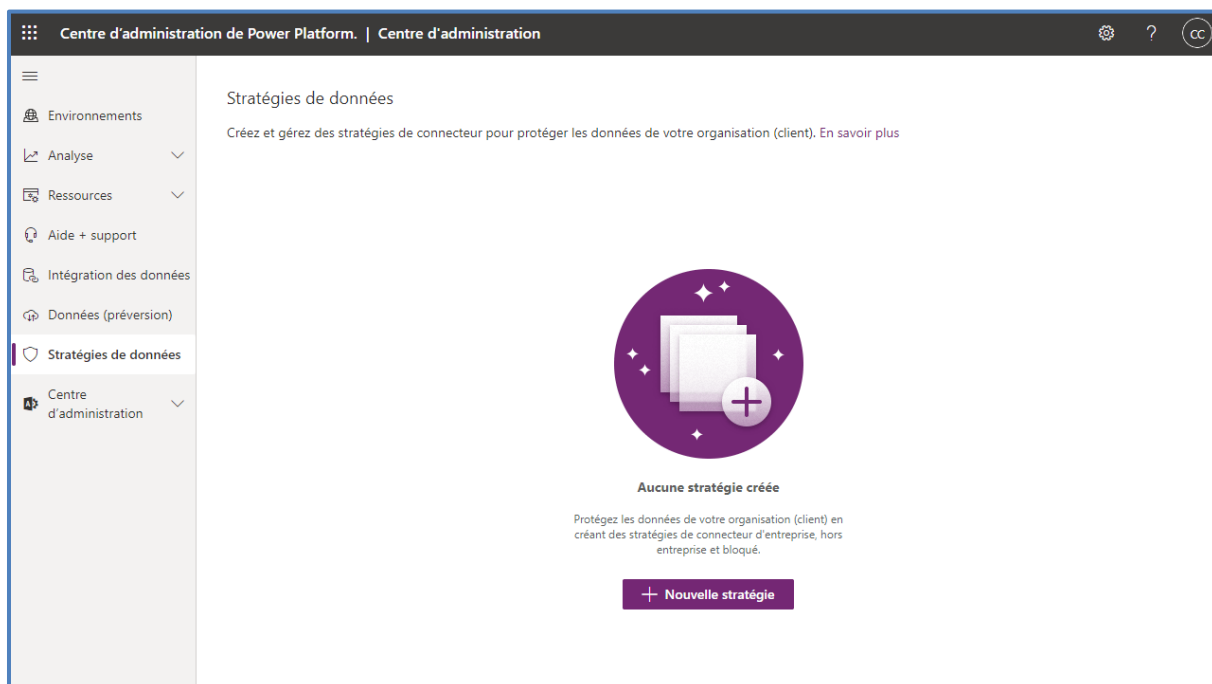 Centre d'administration de Power Platform. | Centre d'administration
?
CC
Stratégies de données
Créez et gérez des stratégies de connecteur pour protéger les données de votre organisation (client). En savoir plus
Environnements
Analyse
Ressources
Aide + support
Intégration des données
Données (préversion)
Stratégies de données
A
Centre
d'administration
Aucune stratégie créée
Protégez les données de votre organisation (client) en
créant des stratégies de connecteur d'entreprise, hors
entreprise et bloqué.
+ Nouvelle stratégie